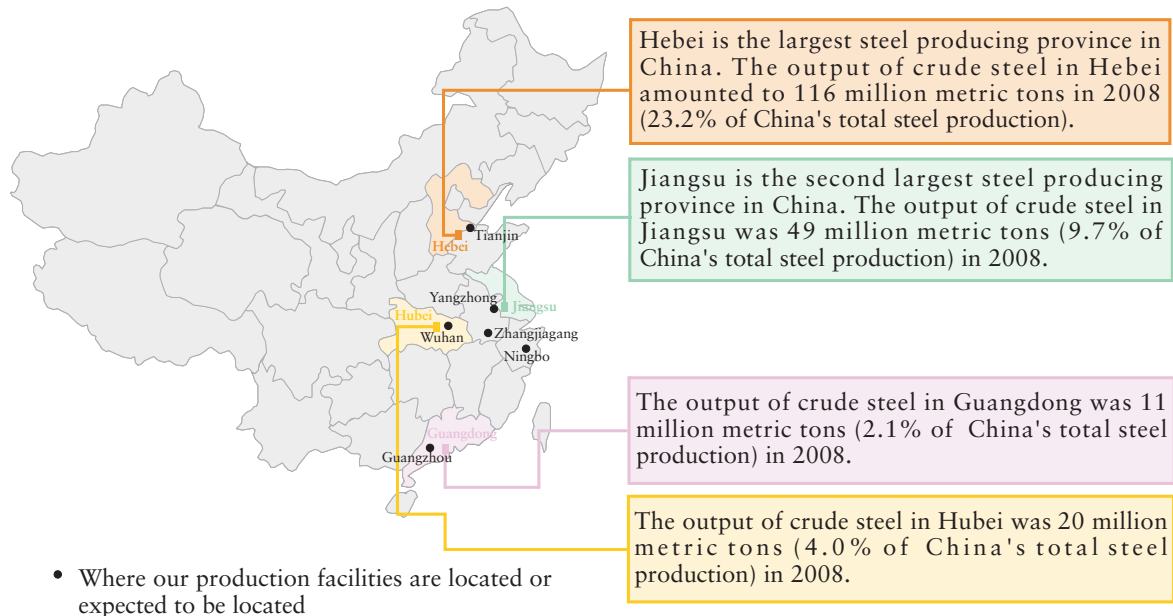 Hebei is the largest steel producing province in
China. The output of crude steel in Hebei
amounted to 116 million metric tons in 2008
(23.2% of China's total steel production).
Jiangsu is the second largest steel producing
province in China. The output of crude steel in
Jiangsu was 49 million metric tons (9.7% of
China's total steel production) in 2008.
Tianjin
Hebei
Yangzhong
Jiangsu
Hubei
Wuhan
Zhangjiagang
Ningbo
The output of crude steel in Guangdong was 11
million metric tons (2.1% of China's total steel
production) in 2008.
Guangdong
Guangzhou
The output of crude steel in Hubei was 20 million
metric tons (4.0% of China's total steel
production) in 2008.
• Where our production facilities are located or
expected to be located